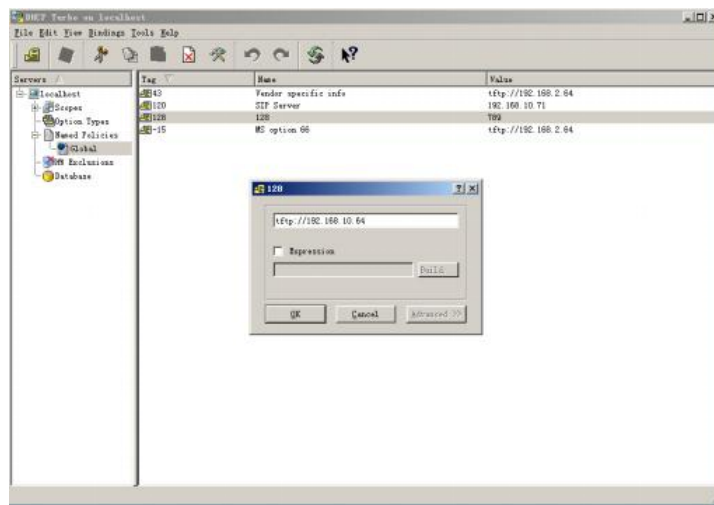 DHCP Turbo on localhost
File Edit View Bindings Tools Help
Servers
Tag Name Value
localhost
Scopes
Option Types
Named Policies
Global
Exclusions
Database
43 Vendor specific info tftp://192.168.2.64
120 SIP Server 192.168.10.71
128 128 789
-15 MS option 66 tftp://192.168.2.64
128
tftp://192.168.10.64
Expression
Build
OK Cancel Advanced >>